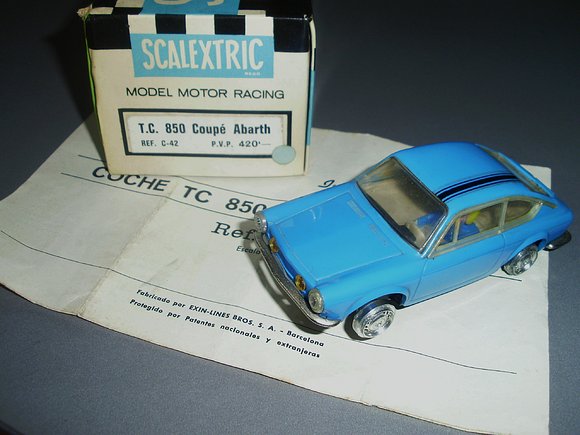 SCALEXTRIC
MODEL MOTOR RACING
T.C. 850 Coupé Abarth
REF. C-42 P.V.P. 420'—
COCHE TC 850
Ref
Escala
Fabricado por EXIN-LINES BROS. S. A. - Barcelona
Protegido por Patentes nacionales y extranjeras